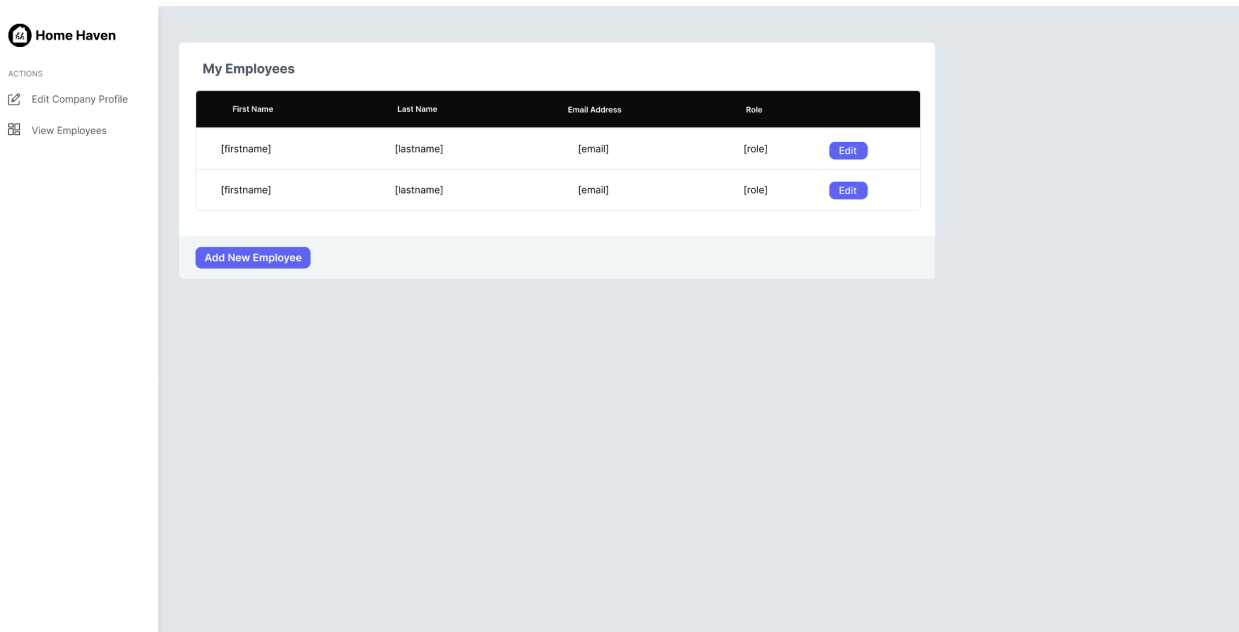 hh Home Haven
ACTIONS
Edit Company Profile
View Employees
My Employees
First Name Last Name Email Address Role
[firstname] [lastname] [email] [role] Edit
[firstname] [lastname] [email] [role] Edit
Add New Employee